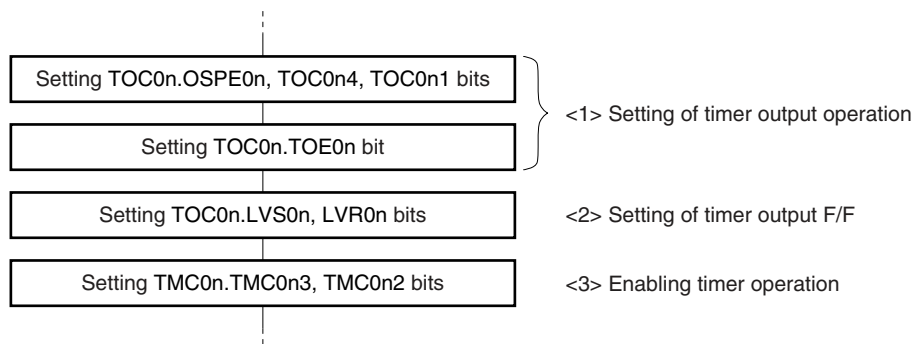 Setting TOC0n.OSPE0n, TOC0n4, TOC0n1 bits
<1> Setting of timer output operation
Setting TOC0n.TOE0n bit
Setting TOC0n.LVS0n, LVR0n bits
<2> Setting of timer output F/F
Setting TMC0n.TMC0n3, TMC0n2 bits
<3> Enabling timer operation